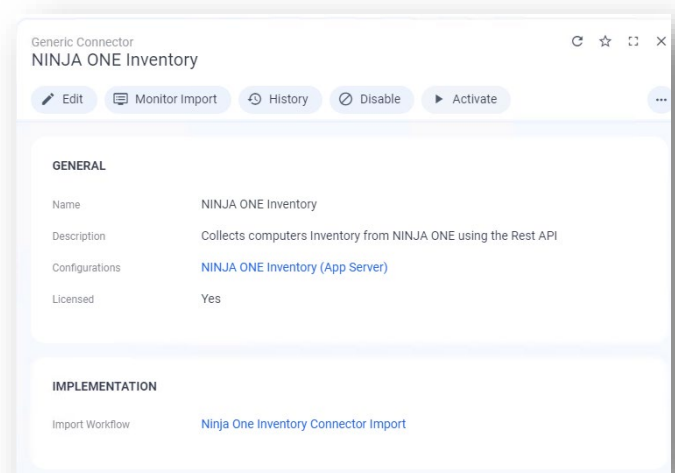 Generic Connector
NINJA ONE Inventory
Edit Monitor Import History Disable Activate
GENERAL
Name NINJA ONE Inventory
Description Collects computers Inventory from NINJA ONE using the Rest API
Configurations NINJA ONE Inventory (App Server)
Licensed Yes
IMPLEMENTATION
Import Workflow Ninja One Inventory Connector Import